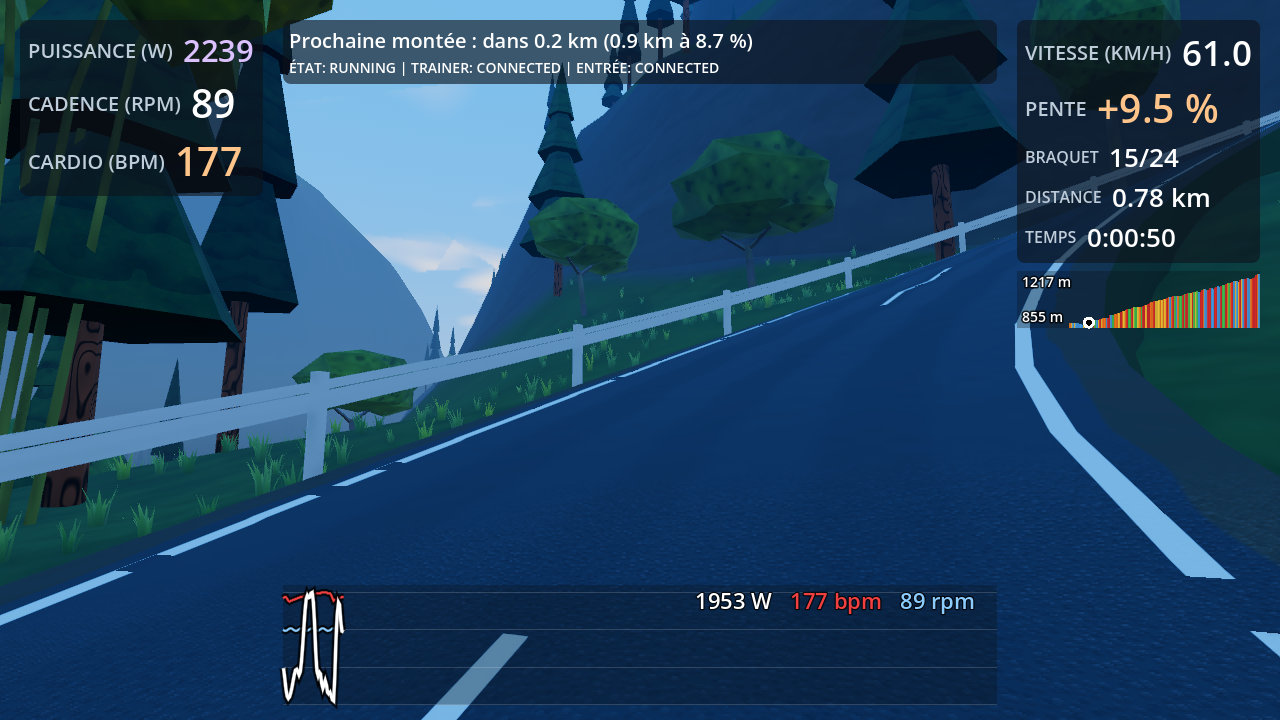 PUISSANCE (W) 2239
CADENCE (RPM) 89
CARDIO (BPM) 177
Prochaine montée : dans 0.2 km (0.9 km à 8.7 %)
ÉTAT: RUNNING | TRAINER: CONNECTED | ENTRÉE: CONNECTED
VITESSE (KM/H) 61.0
PENTE +9.5 %
BRAQUET 15/24
DISTANCE 0.78 km
TEMPS 0:00:50
1217 m
855 m
1953 W 177 bpm 89 rpm